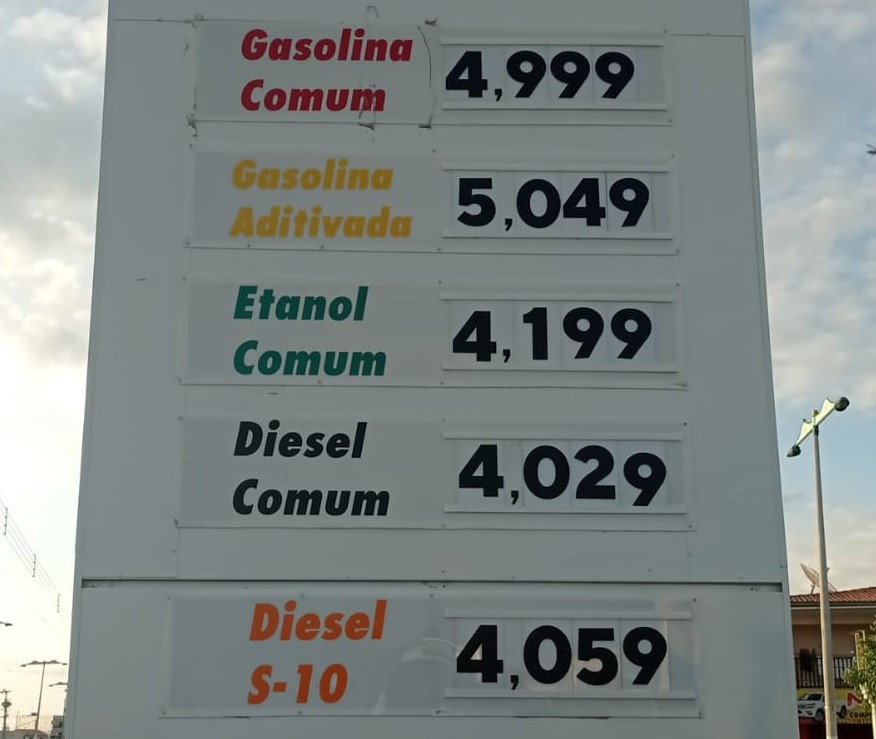 Gasolina
Comum 4,999
Gasolina
Aditivada 5,049
Etanol
Comum 4,199
Diesel
Comum 4,029
Diesel
S-10 4,059